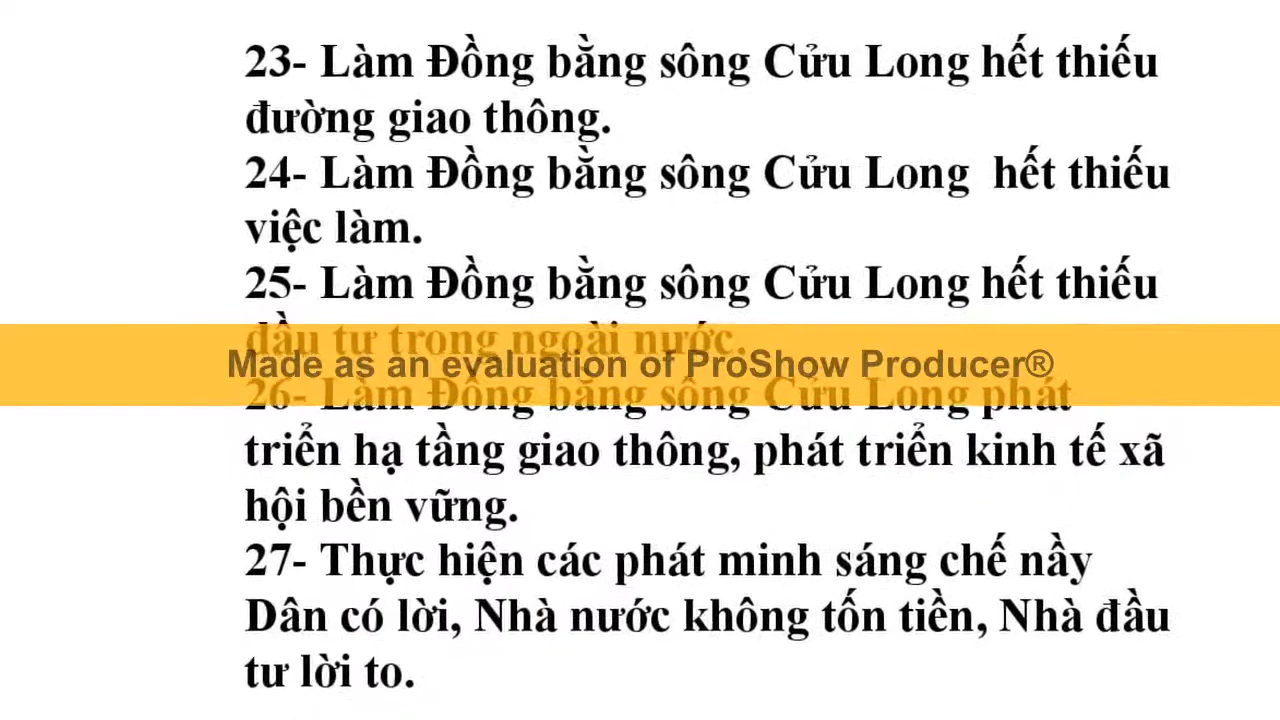 23- Làm Đồng bằng sông Cửu Long hết thiếu
đường giao thông.
24- Làm Đồng bằng sông Cửu Long  hết thiếu
việc làm.
25- Làm Đồng bằng sông Cửu Long hết thiếu
đầu tư trong ngoài nước.
Made as an evaluation of ProShow Producer®
26- Làm Đồng bằng sông Cửu Long phát
triển hạ tầng giao thông, phát triển kinh tế xã
hội bền vững.
27- Thực hiện các phát minh sáng chế nầy
Dân có lời, Nhà nước không tốn tiền, Nhà đầu
tư lời to.